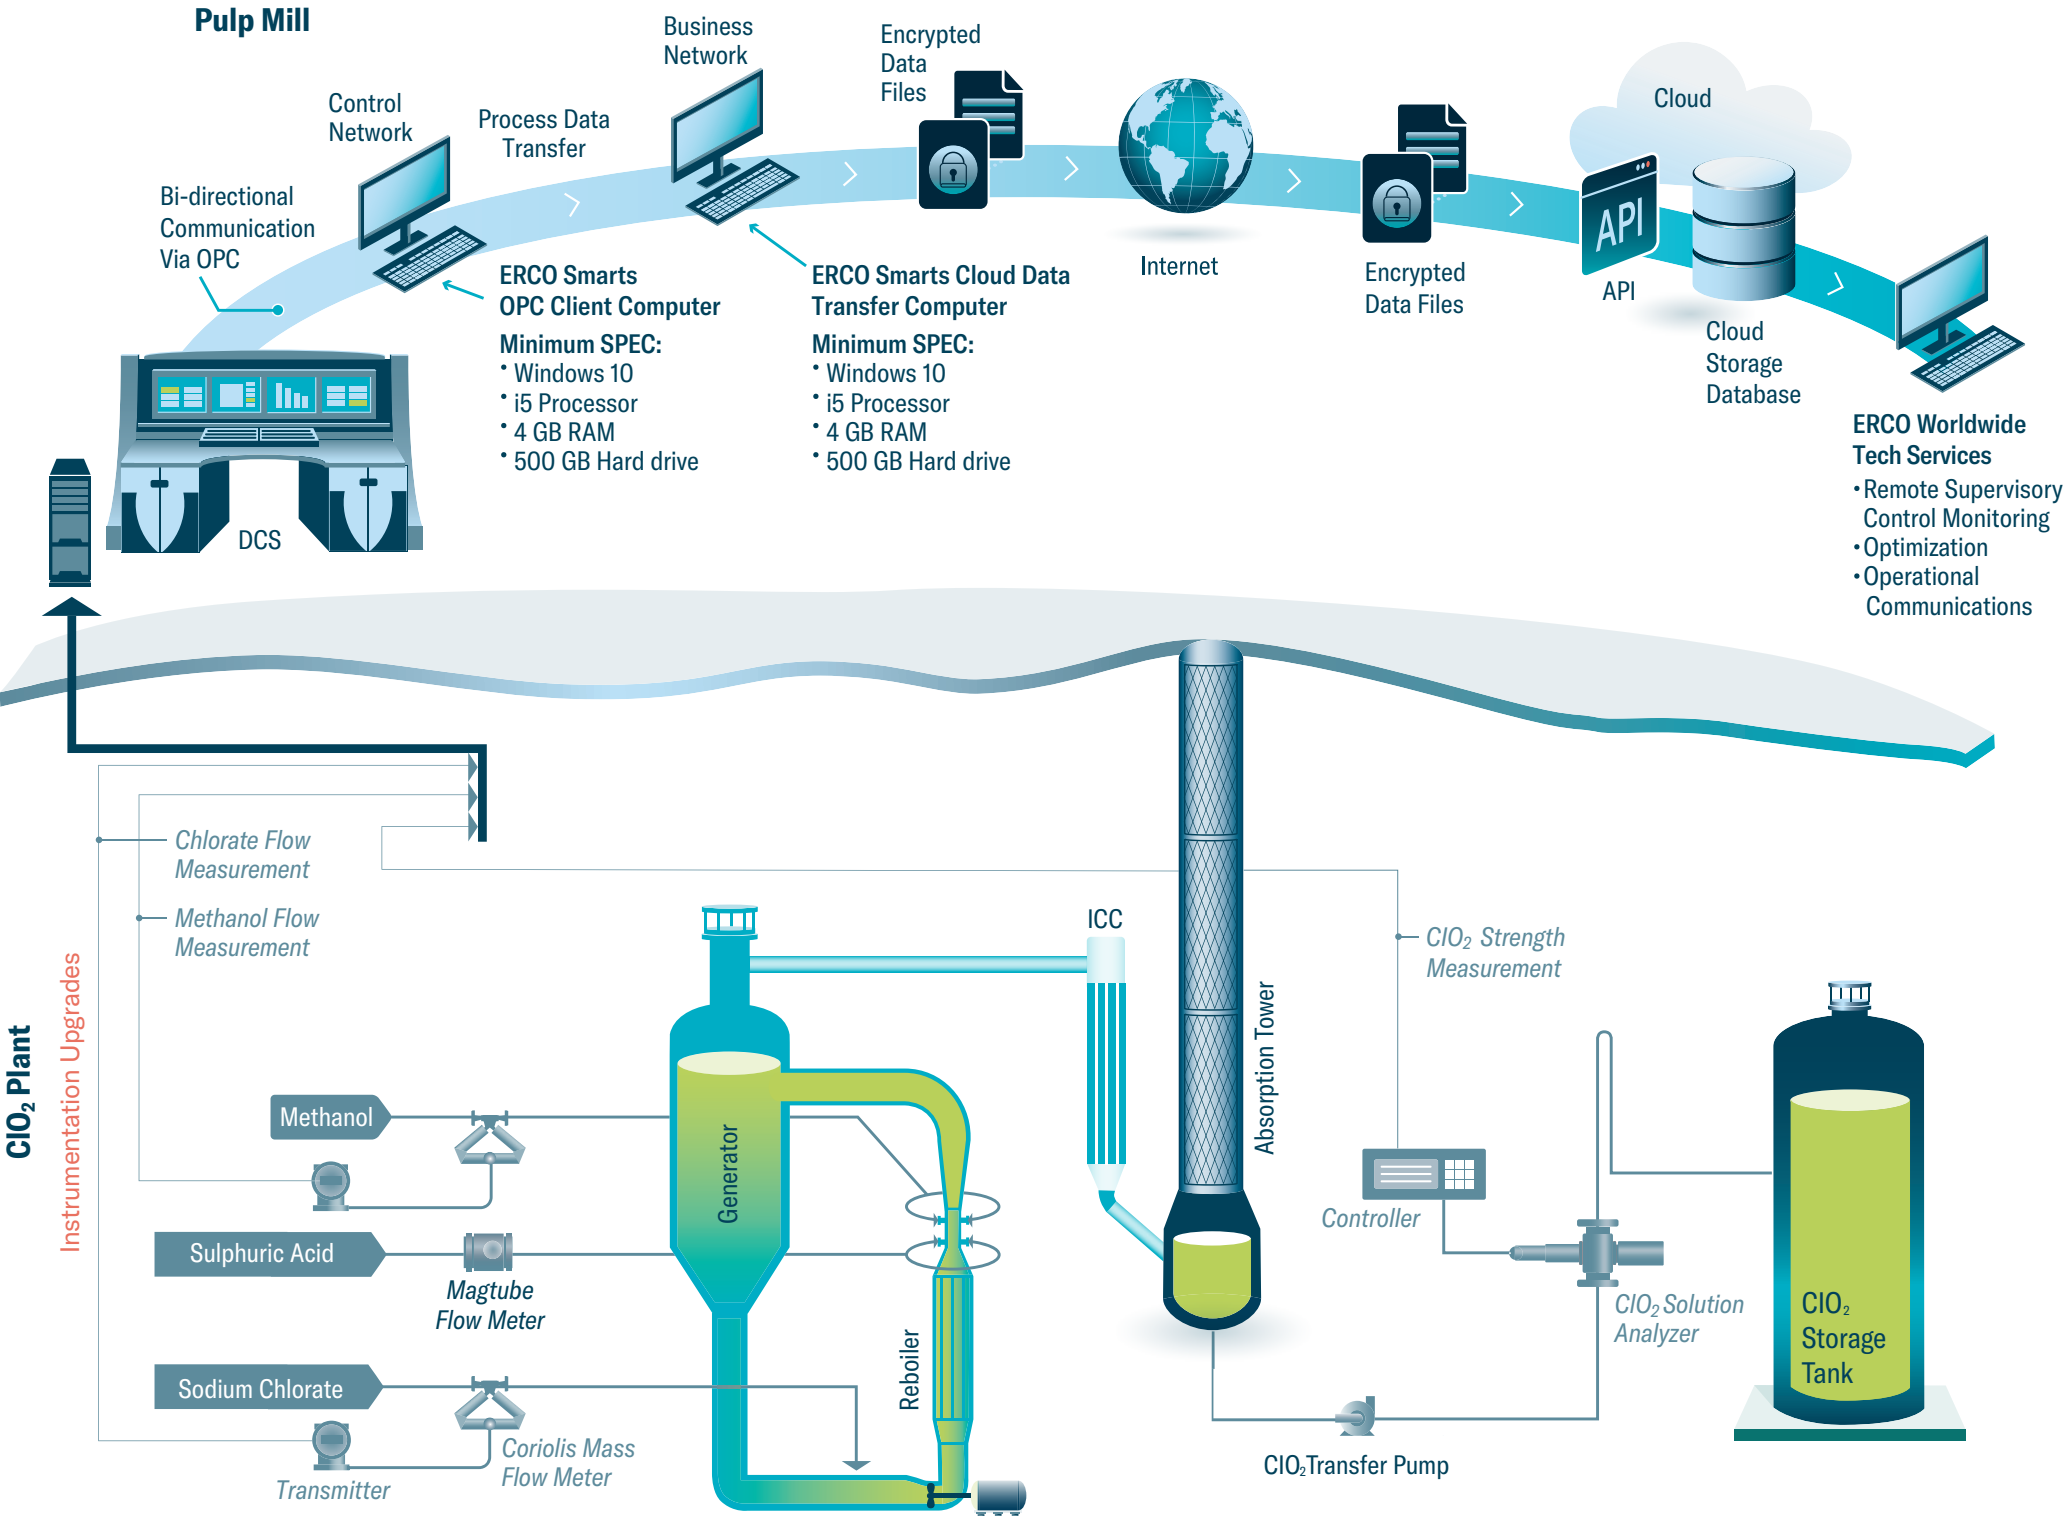 Pulp Mill
Business
Network
Encrypted
Data
Files
Control
Network
Process Data
Transfer
Cloud
Bi-directional
Communication
Via OPC
API
Internet
Encrypted
Data Files
API
Cloud
Storage
Database
ERCO Smarts
OPC Client Computer
Minimum SPEC:
• Windows 10
• i5 Processor
• 4 GB RAM
• 500 GB Hard drive
ERCO Smarts Cloud Data
Transfer Computer
Minimum SPEC:
• Windows 10
• i5 Processor
• 4 GB RAM
• 500 GB Hard drive
ERCO Worldwide
Tech Services
• Remote Supervisory
Control Monitoring
• Optimization
• Operational
Communications
DCS
Chlorate Flow
Measurement
Methanol Flow
Measurement
ICC
ClO₂ Strength
Measurement
ClO₂ Plant
Instrumentation Upgrades
Methanol
Generator
Absorption Tower
Controller
Sulphuric Acid
Magtube
Flow Meter
ClO₂ Solution
Analyzer
ClO₂
Storage
Tank
Reboiler
Sodium Chlorate
Coriolis Mass
Flow Meter
Transmitter
ClO₂ Transfer Pump